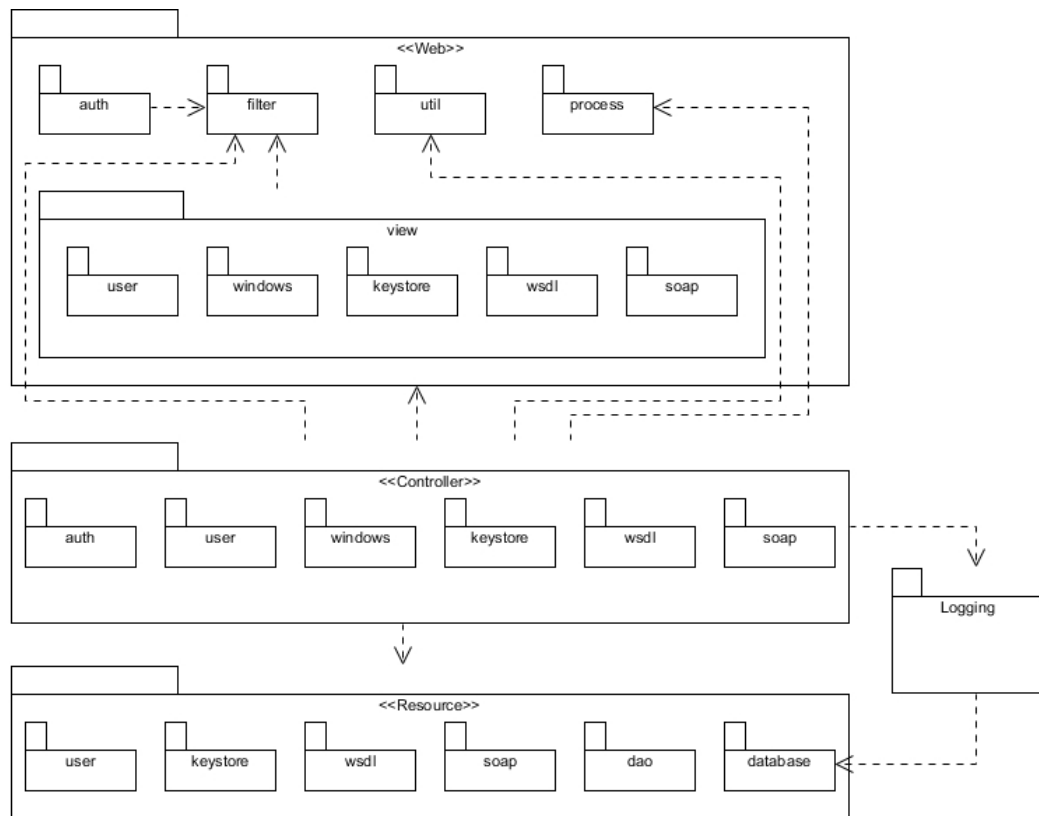 <<Web>>
auth
filter
util
process
view
user
windows
keystore
wsdl
soap
<<Controller>>
auth
user
windows
keystore
wsdl
soap
Logging
<<Resource>>
user
keystore
wsdl
soap
dao
database